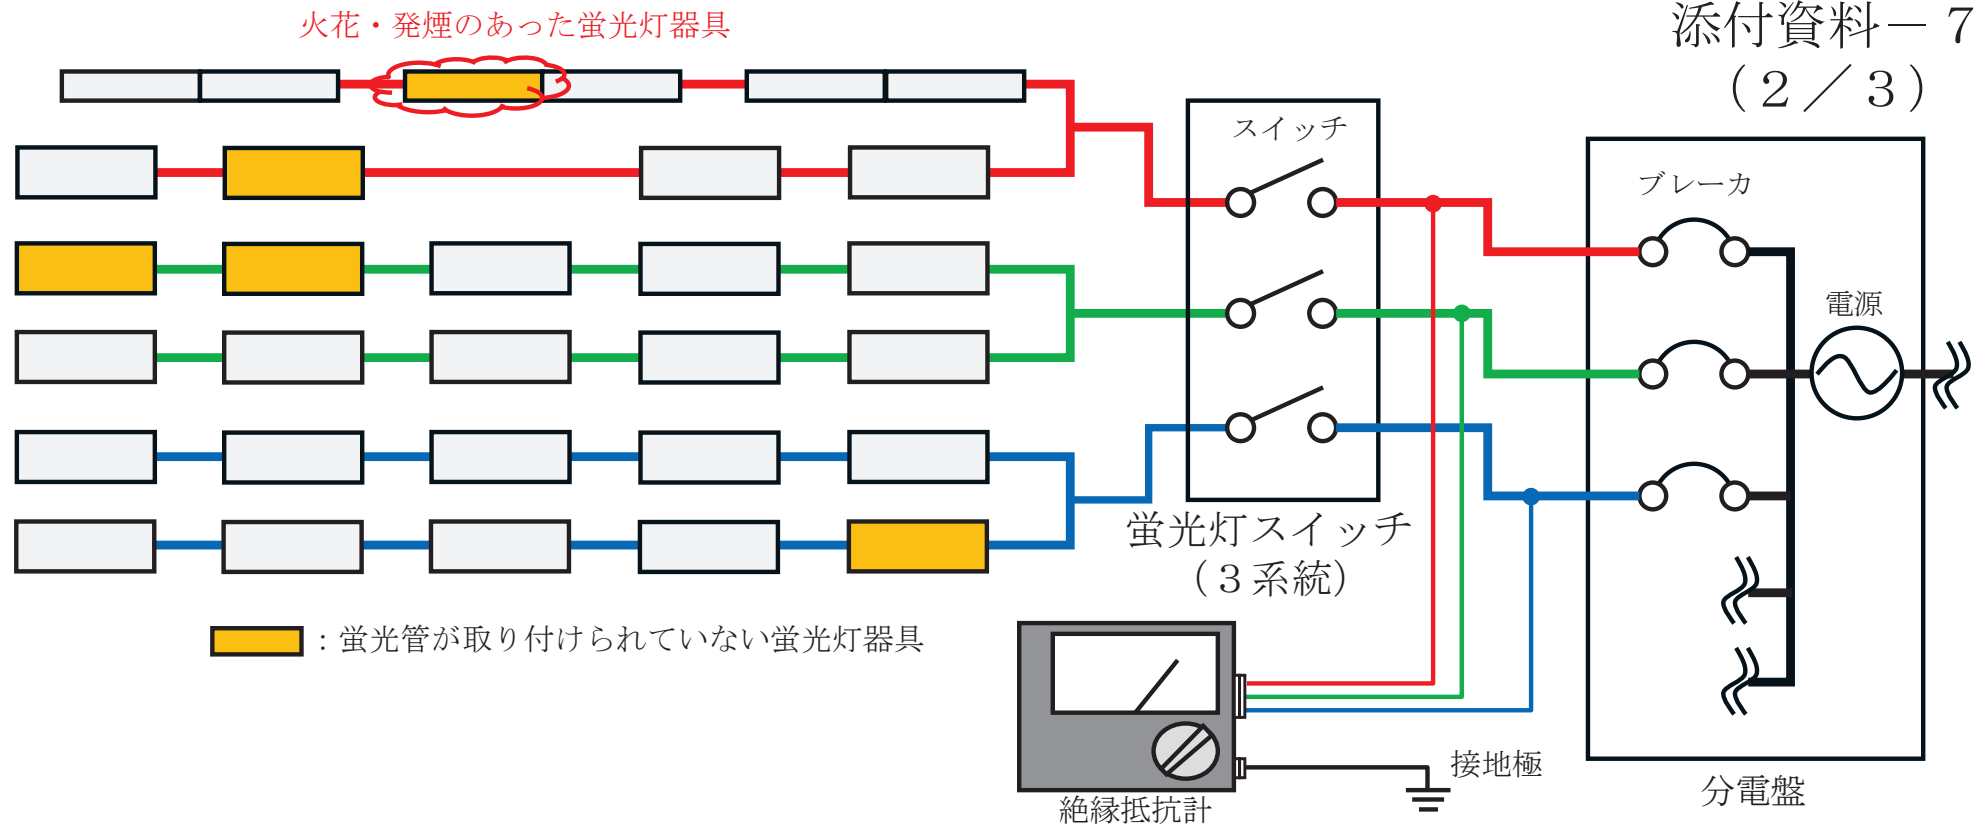 添付資料－７
（２／３）
火花・発煙のあった蛍光灯器具
スイッチ
ブレーカ
電源
蛍光灯スイッチ
（３系統）
：蛍光管が取り付けられていない蛍光灯器具
接地極
分電盤
絶縁抵抗計